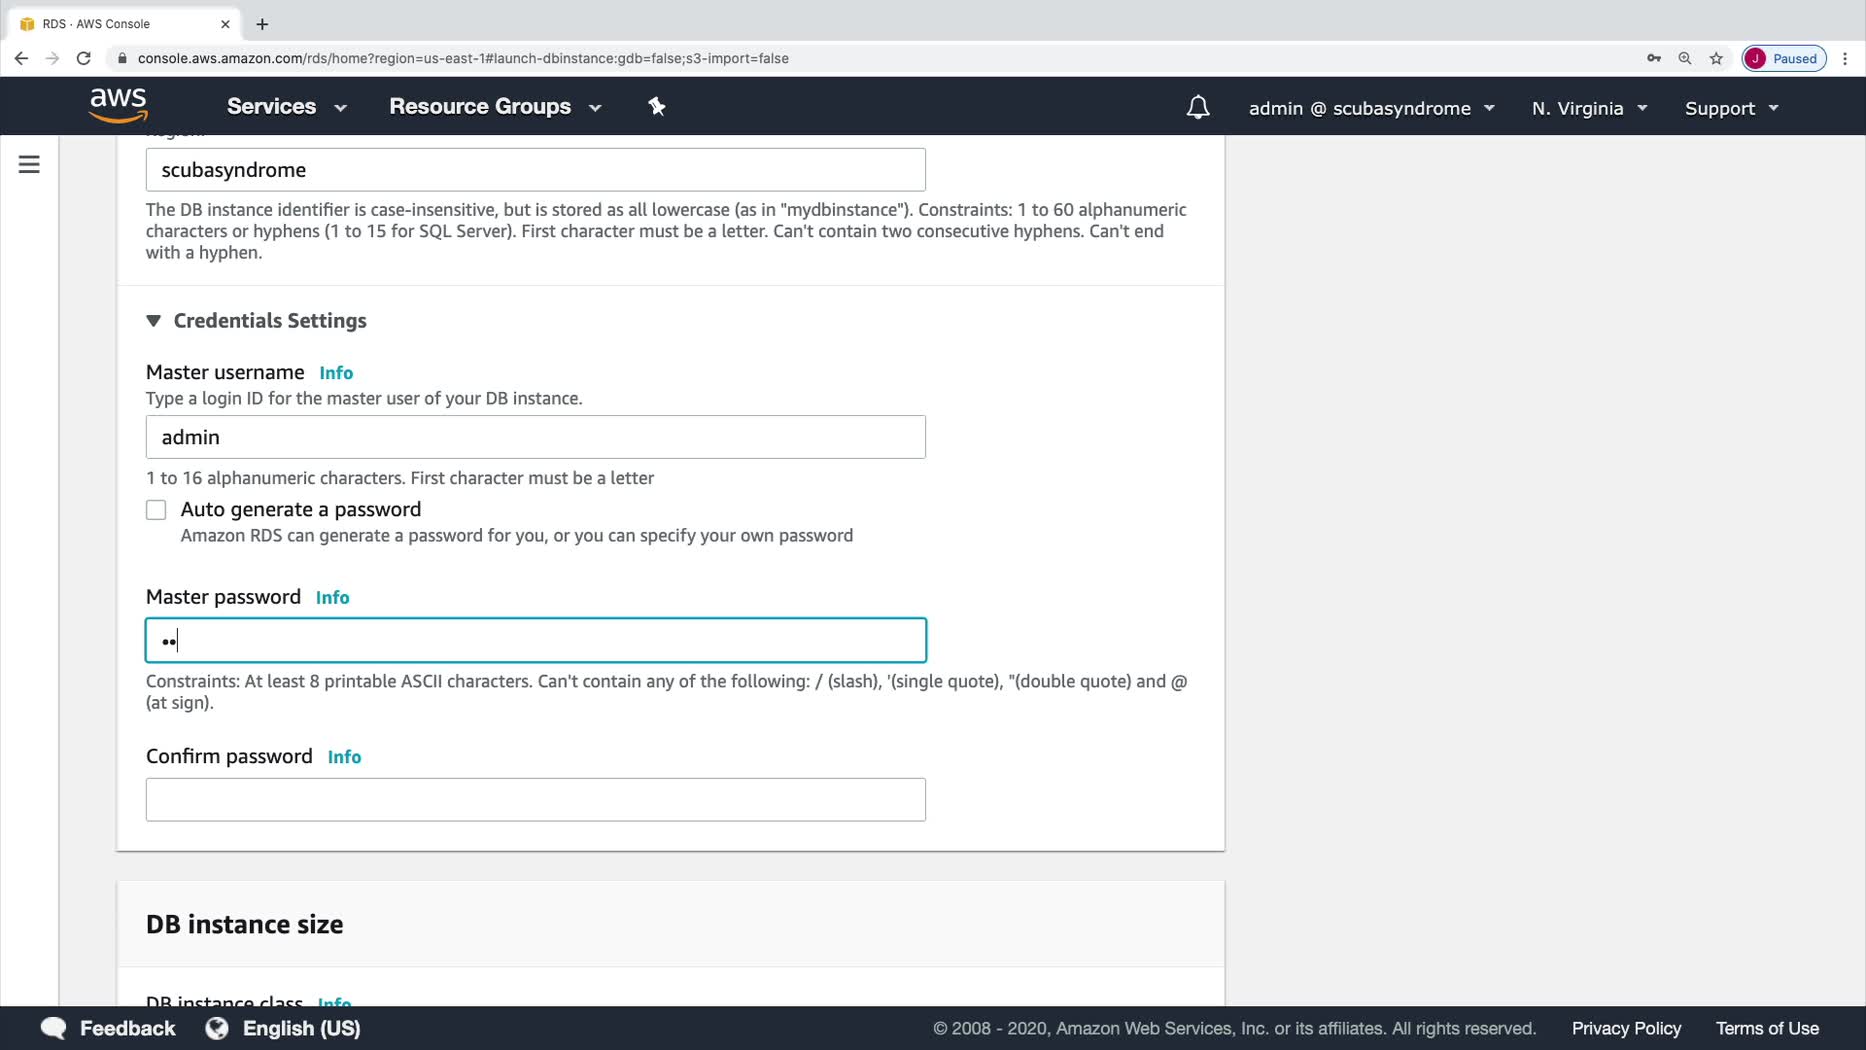 RDS · AWS Console
console.aws.amazon.com/rds/home?region=us-east-1#launch-dbinstance:gdb=false;s3-import=false
J Paused
aws Services Resource Groups admin @ scubasyndrome N. Virginia Support
Region.
scubasyndrome
The DB instance identifier is case-insensitive, but is stored as all lowercase (as in "mydbinstance"). Constraints: 1 to 60 alphanumeric
characters or hyphens (1 to 15 for SQL Server). First character must be a letter. Can't contain two consecutive hyphens. Can't end
with a hyphen.
Credentials Settings
Master username Info
Type a login ID for the master user of your DB instance.
admin
1 to 16 alphanumeric characters. First character must be a letter
Auto generate a password
Amazon RDS can generate a password for you, or you can specify your own password
Master password Info
••
Constraints: At least 8 printable ASCII characters. Can't contain any of the following: / (slash), '(single quote), "(double quote) and @
(at sign).
Confirm password Info
DB instance size
DB instance class Info
Feedback English (US) © 2008 - 2020, Amazon Web Services, Inc. or its affiliates. All rights reserved. Privacy Policy Terms of Use